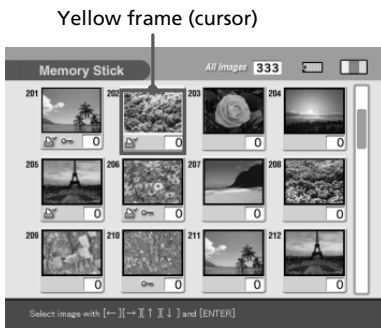 Yellow frame (cursor)
Memory Stick All Images 333
201 202 203 204
0 0 0 0
205 206 207 208
0 0 0 0
209 210 211 212
0 0 0 0
Select image with [←][→][↑][↓] and [ENTER]